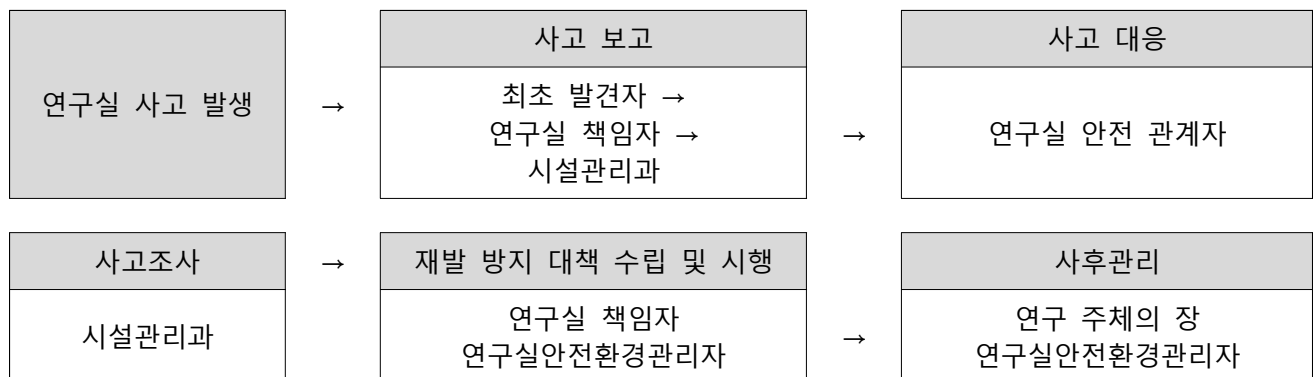 연구실 사고 발생
→
사고 보고
최초 발견자 →
연구실 책임자 →
시설관리과
→
사고 대응
연구실 안전 관계자
사고조사
시설관리과
→
재발 방지 대책 수립 및 시행
연구실 책임자
연구실안전환경관리자
→
사후관리
연구 주체의 장
연구실안전환경관리자